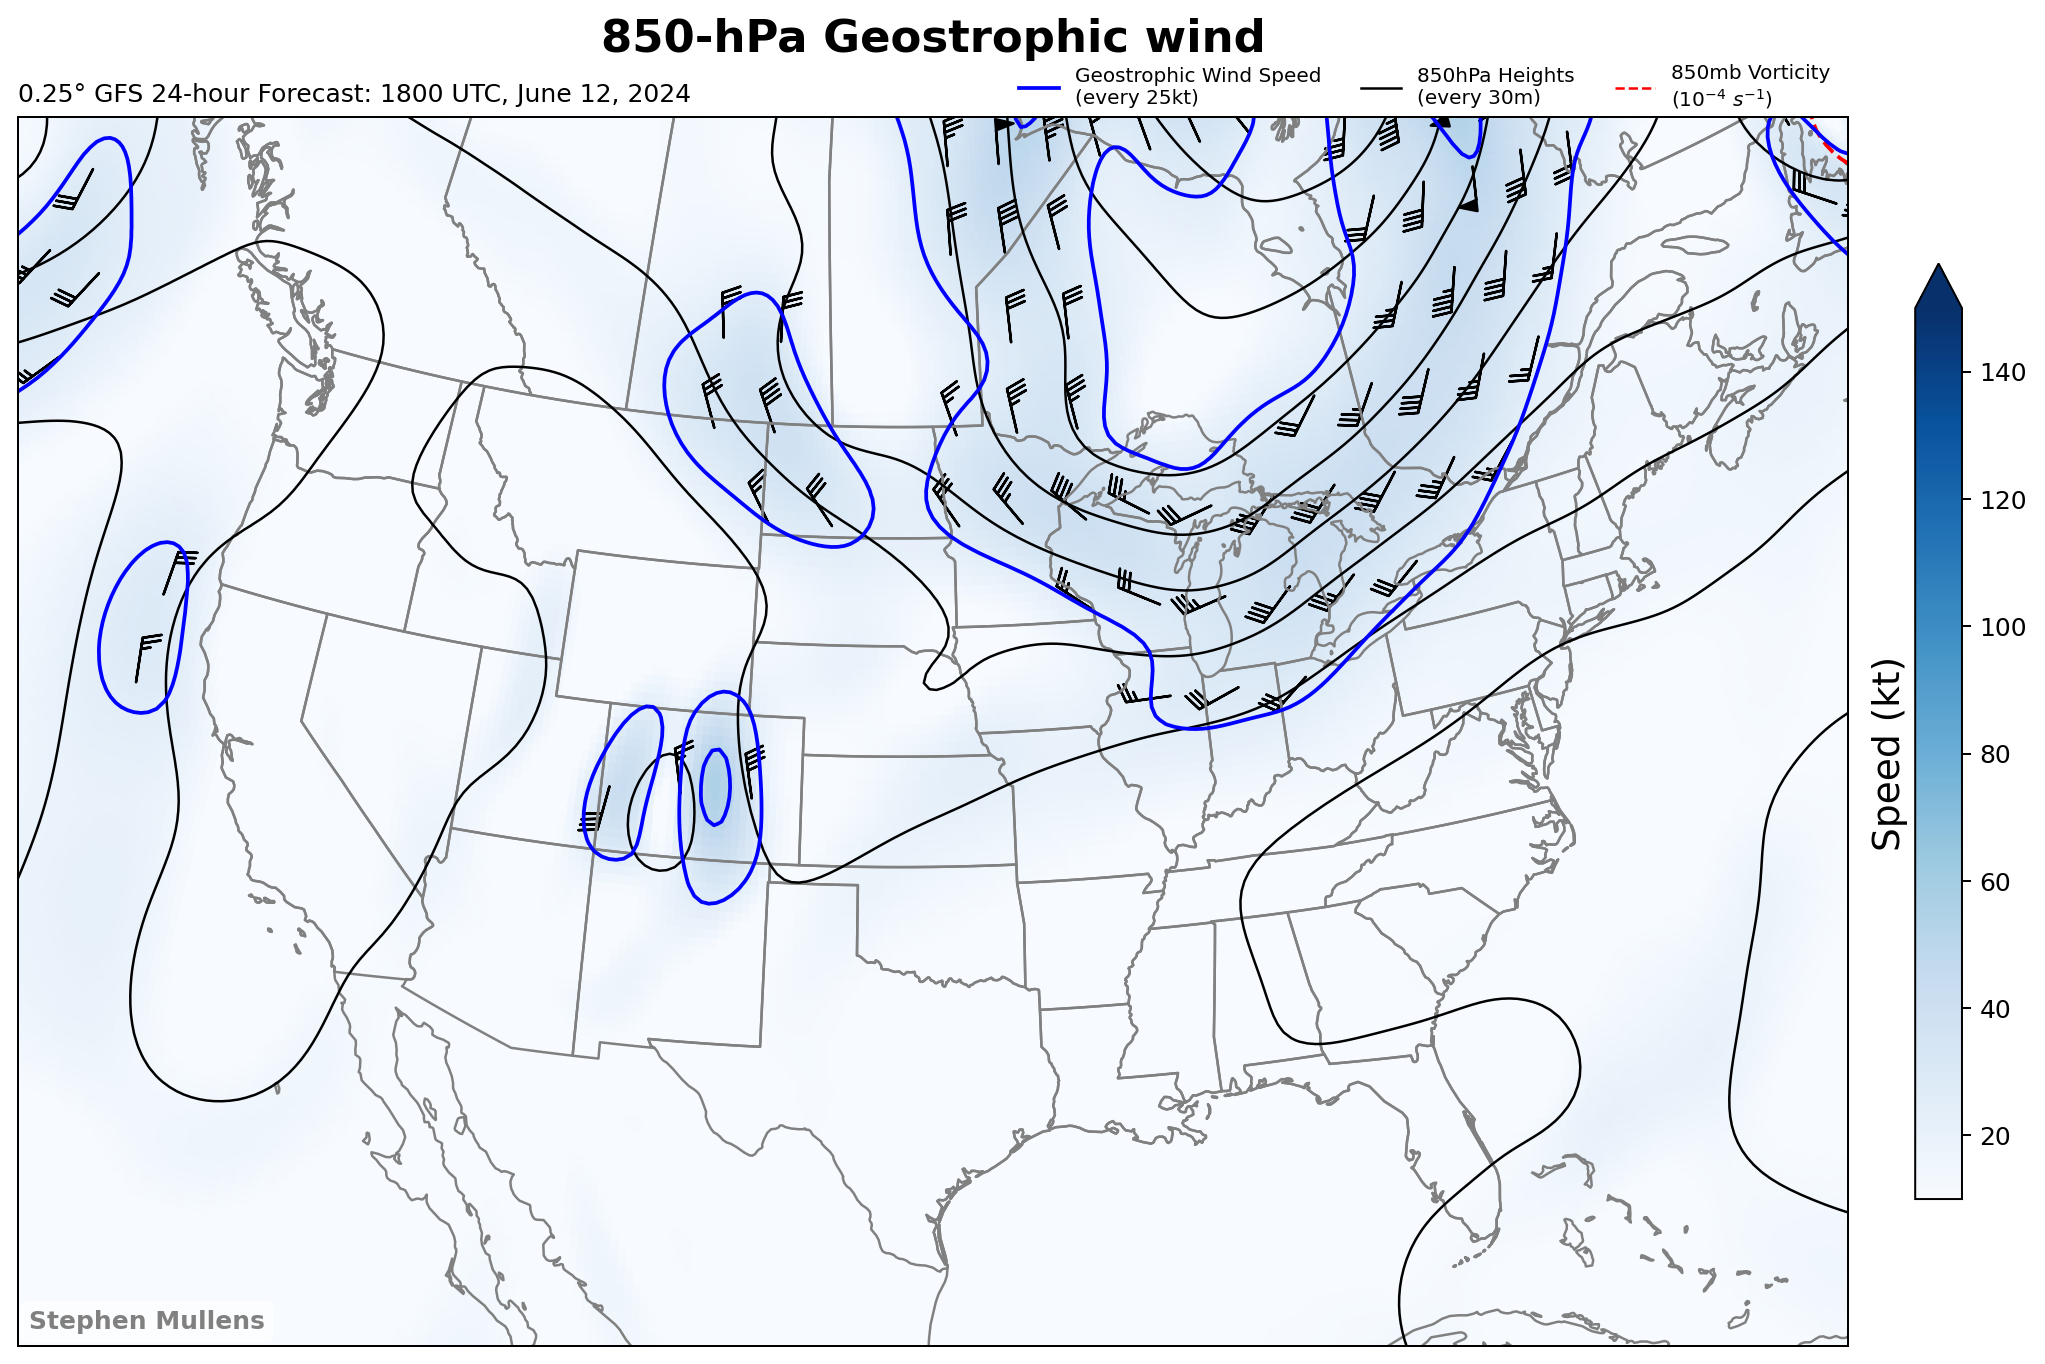 850-hPa Geostrophic wind
0.25° GFS 24-hour Forecast: 1800 UTC, June 12, 2024
Geostrophic Wind Speed
(every 25kt)
850hPa Heights
(every 30m)
850mb Vorticity
(10⁻⁴ s⁻¹)
140
120
100
80
60
40
20
Speed (kt)
Stephen Mullens